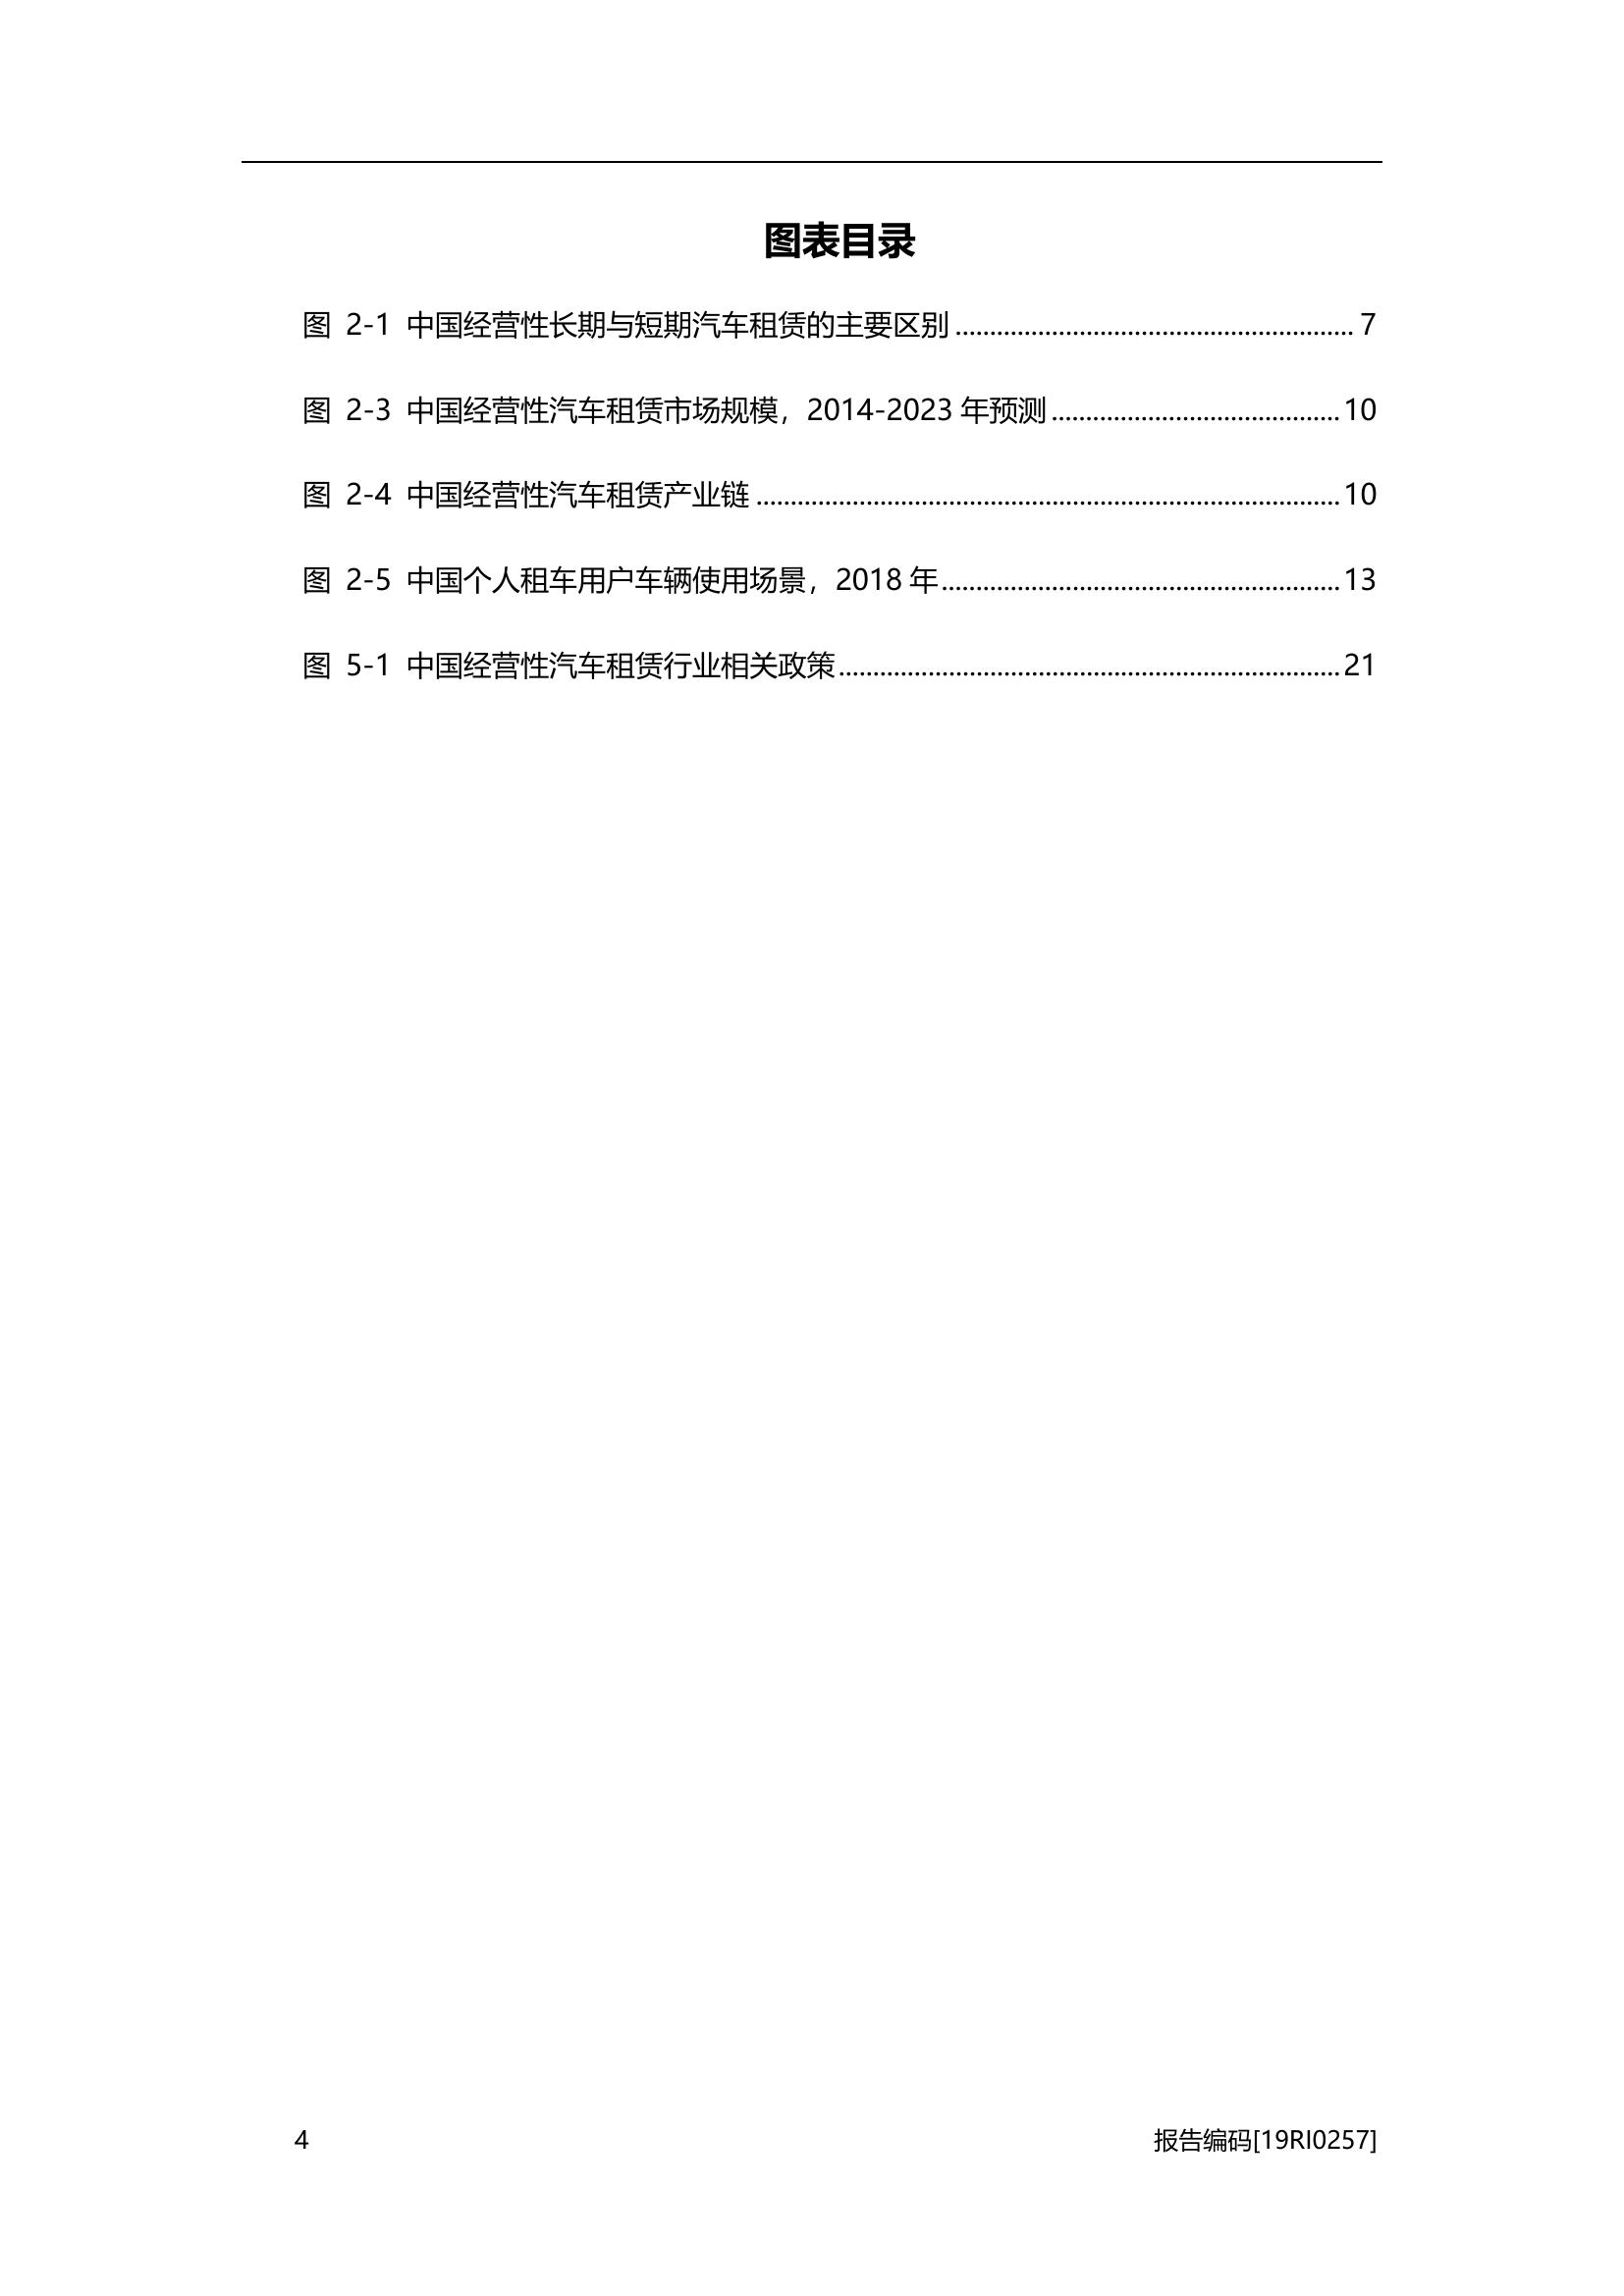 图表目录
图 2-1 中国经营性长期与短期汽车租赁的主要区别 ........................................................ 7
图 2-3 中国经营性汽车租赁市场规模，2014-2023 年预测 ........................................ 10
图 2-4 中国经营性汽车租赁产业链 .................................................................................. 10
图 2-5 中国个人租车用户车辆使用场景，2018 年 ........................................................ 13
图 5-1 中国经营性汽车租赁行业相关政策 ...................................................................... 21
4 报告编码[19RI0257]